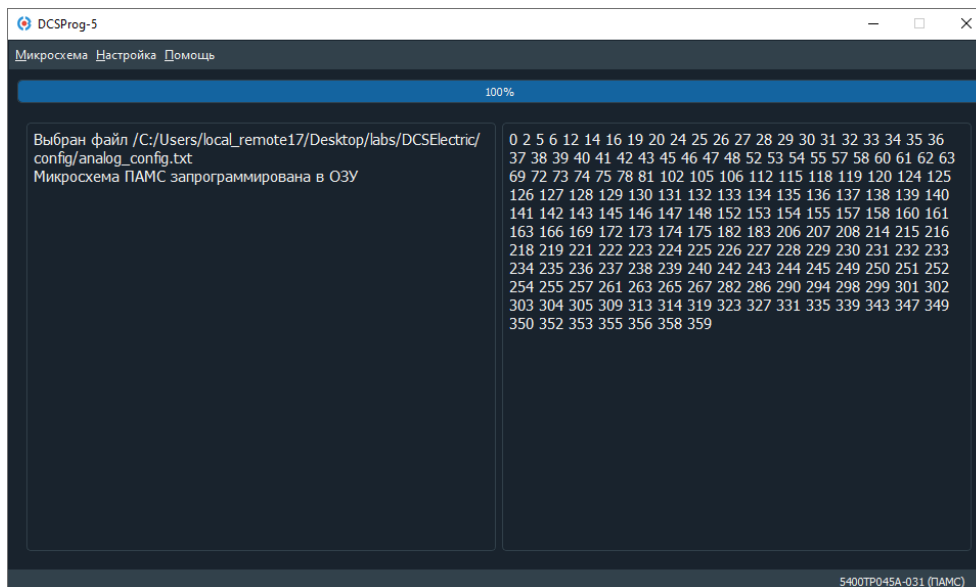 DCSProg-5
Микросхема Настройка Помощь
100%
Выбран файл /C:/Users/local_remote17/Desktop/labs/DCSElectric/
config/analog_config.txt
Микросхема ПАМС запрограммирована в ОЗУ
0 2 5 6 12 14 16 19 20 24 25 26 27 28 29 30 31 32 33 34 35 36
37 38 39 40 41 42 43 45 46 47 48 52 53 54 55 57 58 60 61 62 63
69 72 73 74 75 78 81 102 105 106 112 115 118 119 120 124 125
126 127 128 129 130 131 132 133 134 135 136 137 138 139 140
141 142 143 145 146 147 148 152 153 154 155 157 158 160 161
163 166 169 172 173 174 175 182 183 206 207 208 214 215 216
218 219 221 222 223 224 225 226 227 228 229 230 231 232 233
234 235 236 237 238 239 240 242 243 244 245 249 250 251 252
254 255 257 261 263 265 267 282 286 290 294 298 299 301 302
303 304 305 309 313 314 319 323 327 331 335 339 343 347 349
350 352 353 355 356 358 359
5400ТР045А-031 (ПАМС)